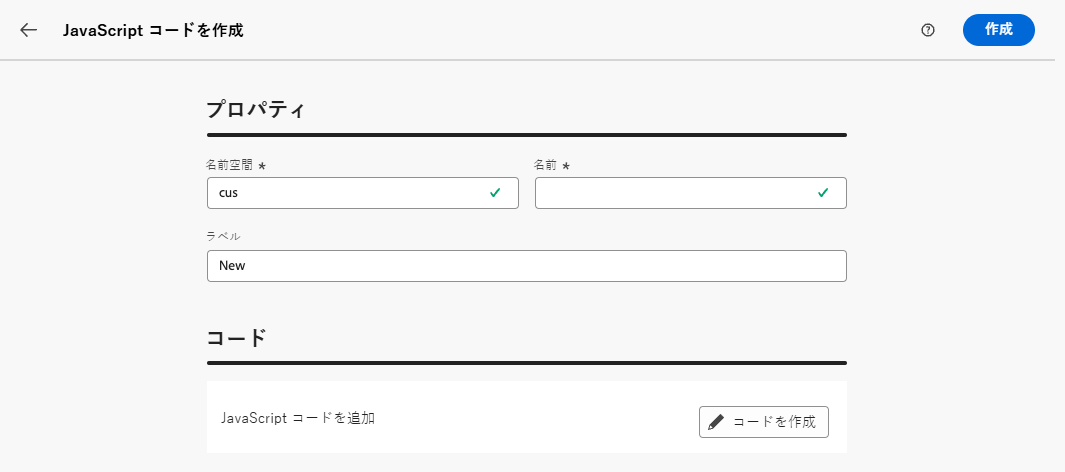 JavaScript コードを作成
作成
プロパティ
名前空間 *
名前 *
cus
ラベル
New
コード
JavaScript コードを追加
コードを作成